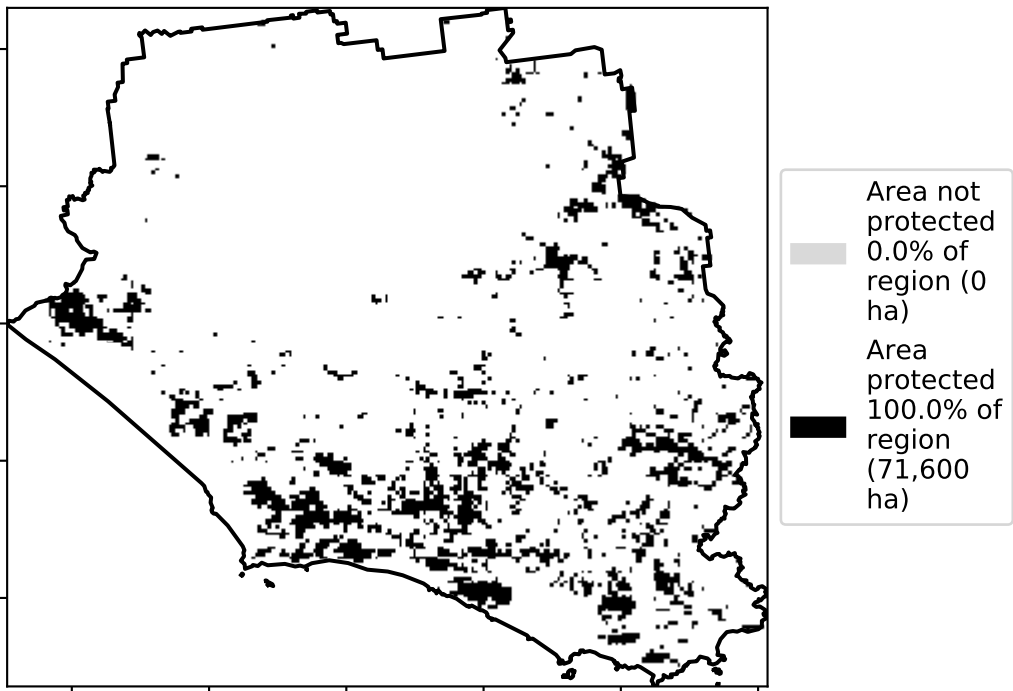 Area not
protected
0.0% of
region (0
ha)
Area
protected
100.0% of
region
(71,600
ha)